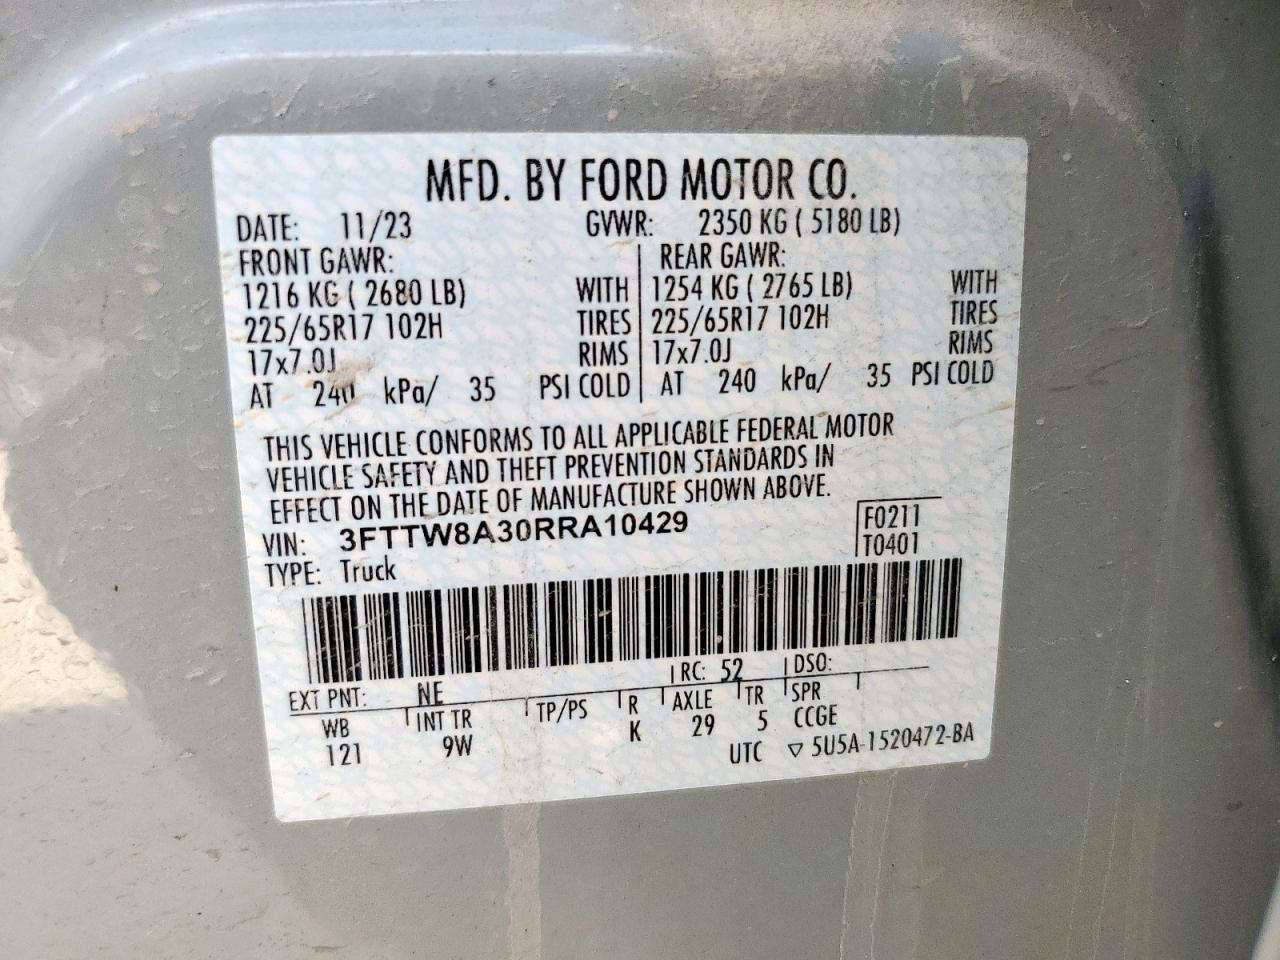 MFD. BY FORD MOTOR CO.
DATE: 11/23 GVWR: 2350 KG ( 5180 LB)
FRONT GAWR: REAR GAWR:
1216 KG ( 2680 LB) WITH 1254 KG ( 2765 LB) WITH
225/65R17 102H TIRES 225/65R17 102H TIRES
17x7.0J RIMS 17x7.0J RIMS
AT 240 kPa/ 35 PSI COLD AT 240 kPa/ 35 PSI COLD
THIS VEHICLE CONFORMS TO ALL APPLICABLE FEDERAL MOTOR
VEHICLE SAFETY AND THEFT PREVENTION STANDARDS IN
EFFECT ON THE DATE OF MANUFACTURE SHOWN ABOVE.
VIN: 3FTTW8A30RRA10429 F0211
TYPE: Truck T0401
EXT PNT: NE RC: 52 DSO:
WB INT TR TP/PS R AXLE TR SPR
121 9W K 29 5 CCGE
UTC ▽ 5U5A-1520472-BA